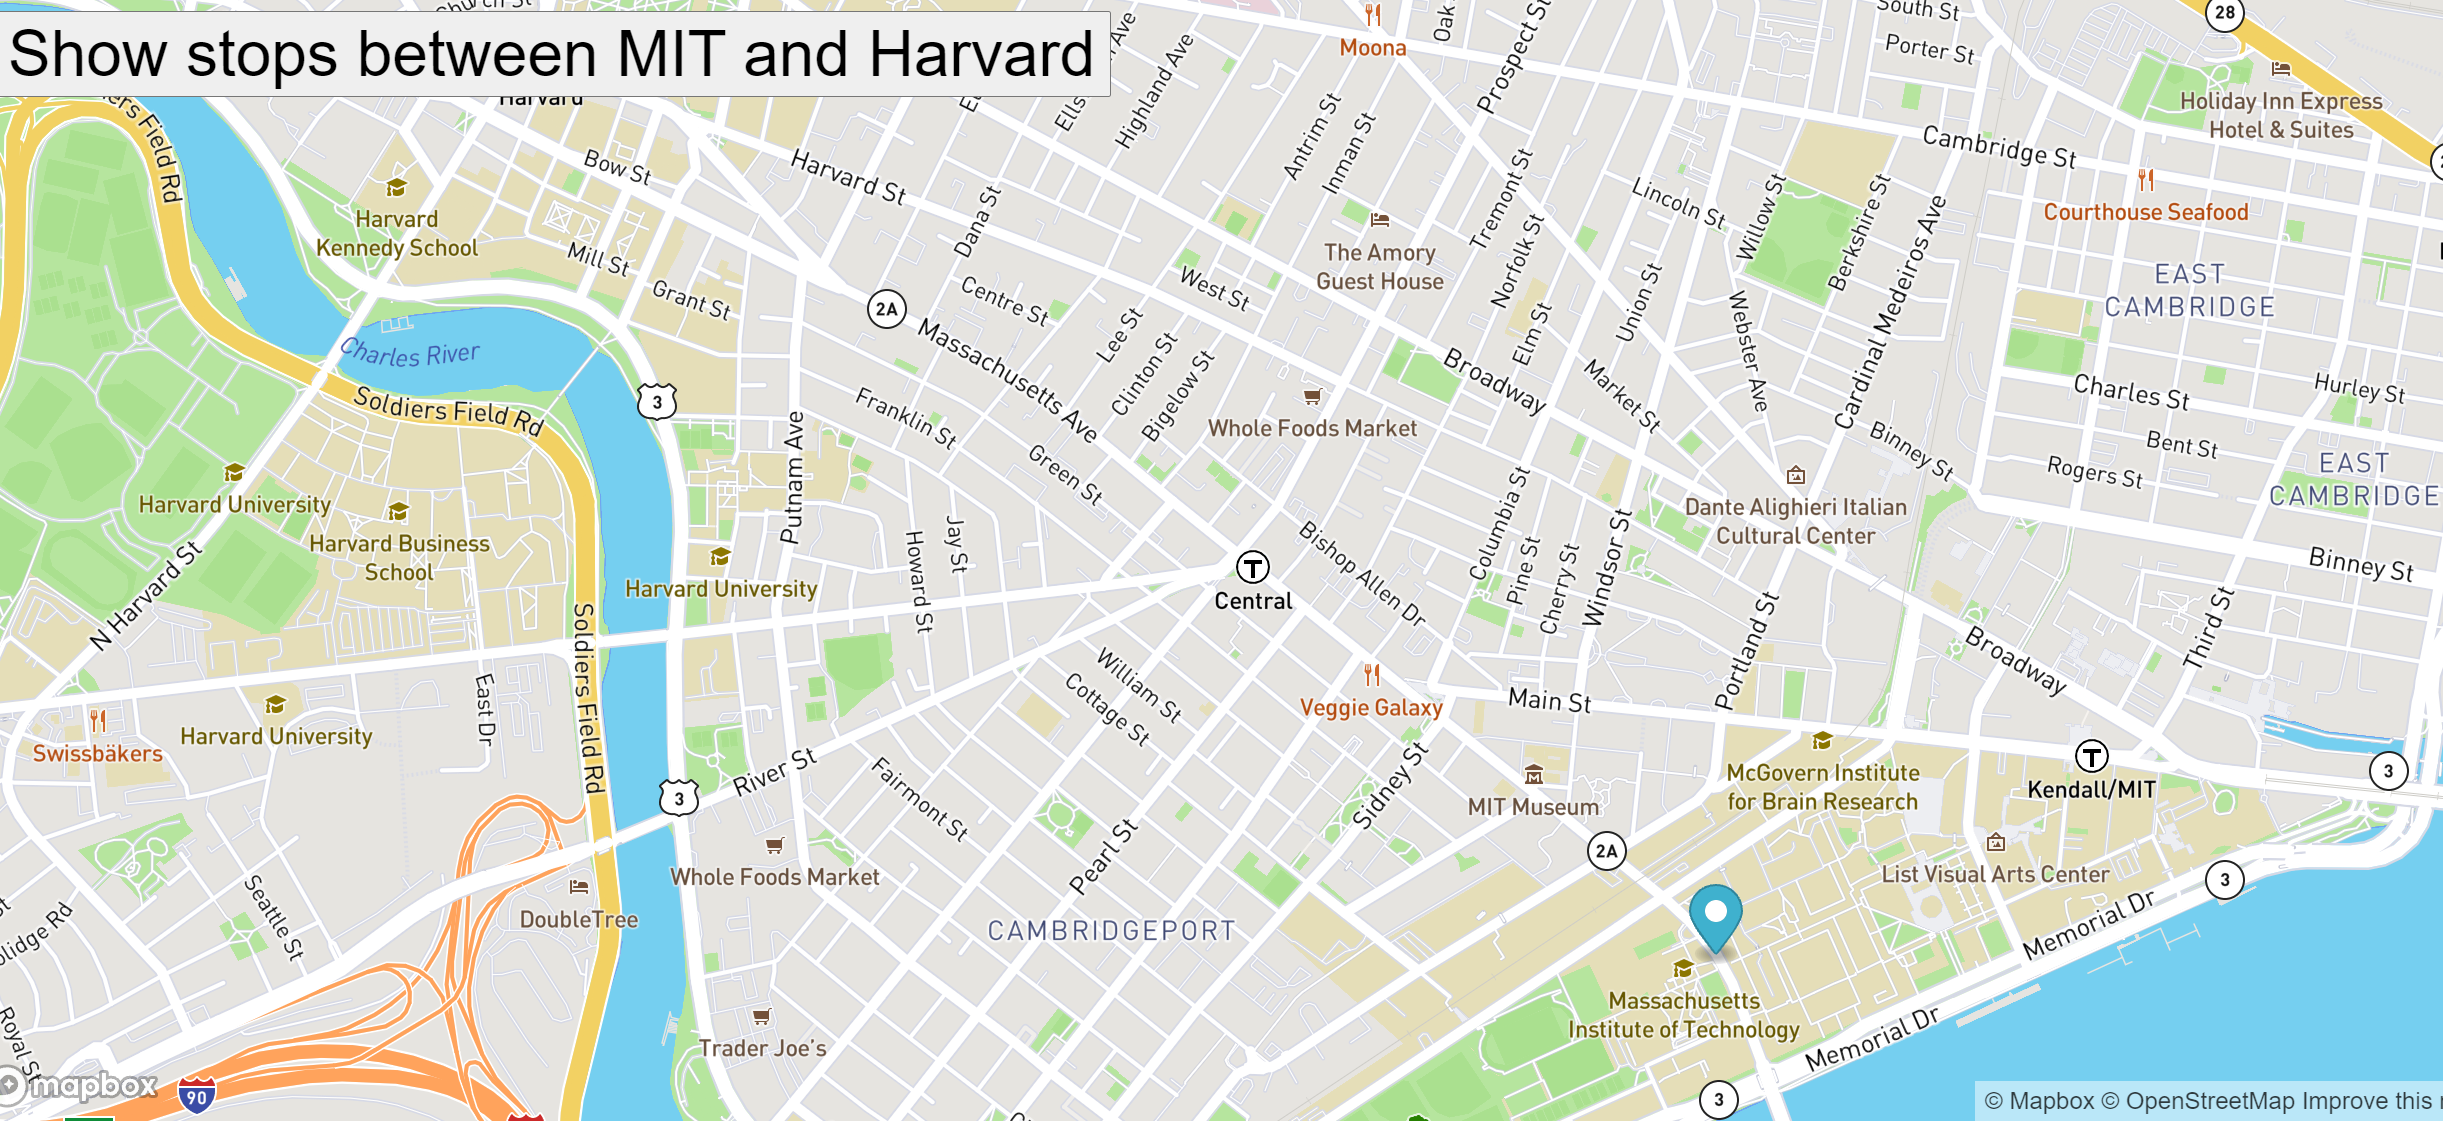 Church St
Show stops between MIT and Harvard
Moona
Oak
Prospect St
South St
Porter St
28
Holiday Inn Express
Hotel & Suites
Highland Ave
Harvard
Soldiers Field Rd
Bow St
Harvard St
Antrim St
Inman St
Cambridge St
Harvard
Kennedy School
Mill St
Grant St
Dana St
Centre St
West St
The Amory
Guest House
Tremont St
Norfolk St
Lincoln St
Willow St
Berkshire St
Courthouse Seafood
EAST
CAMBRIDGE
2A
Massachusetts Ave
Lee St
Clinton St
Bigelow St
Elm St
Union St
Webster Ave
Cardinal Medeiros Ave
Charles River
Soldiers Field Rd
3
Franklin St
Green St
Putnam Ave
Whole Foods Market
Broadway
Market St
Binney St
Charles St
Hurley St
Bent St
Rogers St
EAST
CAMBRIDGE
Harvard University
Harvard Business
School
N Harvard St
Harvard University
Howard St
Jay St
T
Central
Bishop Allen Dr
Columbia St
Pine St
Cherry St
Windsor St
Dante Alighieri Italian
Cultural Center
Binney St
Portland St
Broadway
Third St
Soldiers Field Rd
East Dr
Harvard University
Swissbäkers
William St
Cottage St
Veggie Galaxy
Main St
River St
3
Fairmont St
Pearl St
Sidney St
MIT Museum
McGovern Institute
for Brain Research
T
Kendall/MIT
3
2A
List Visual Arts Center
3
Whole Foods Market
DoubleTree
Seattle St
CAMBRIDGEPORT
Memorial Dr
Massachusetts
Institute of Technology
Memorial Dr
Trader Joe's
Royal St
mapbox
90
3
© Mapbox © OpenStreetMap Improve this